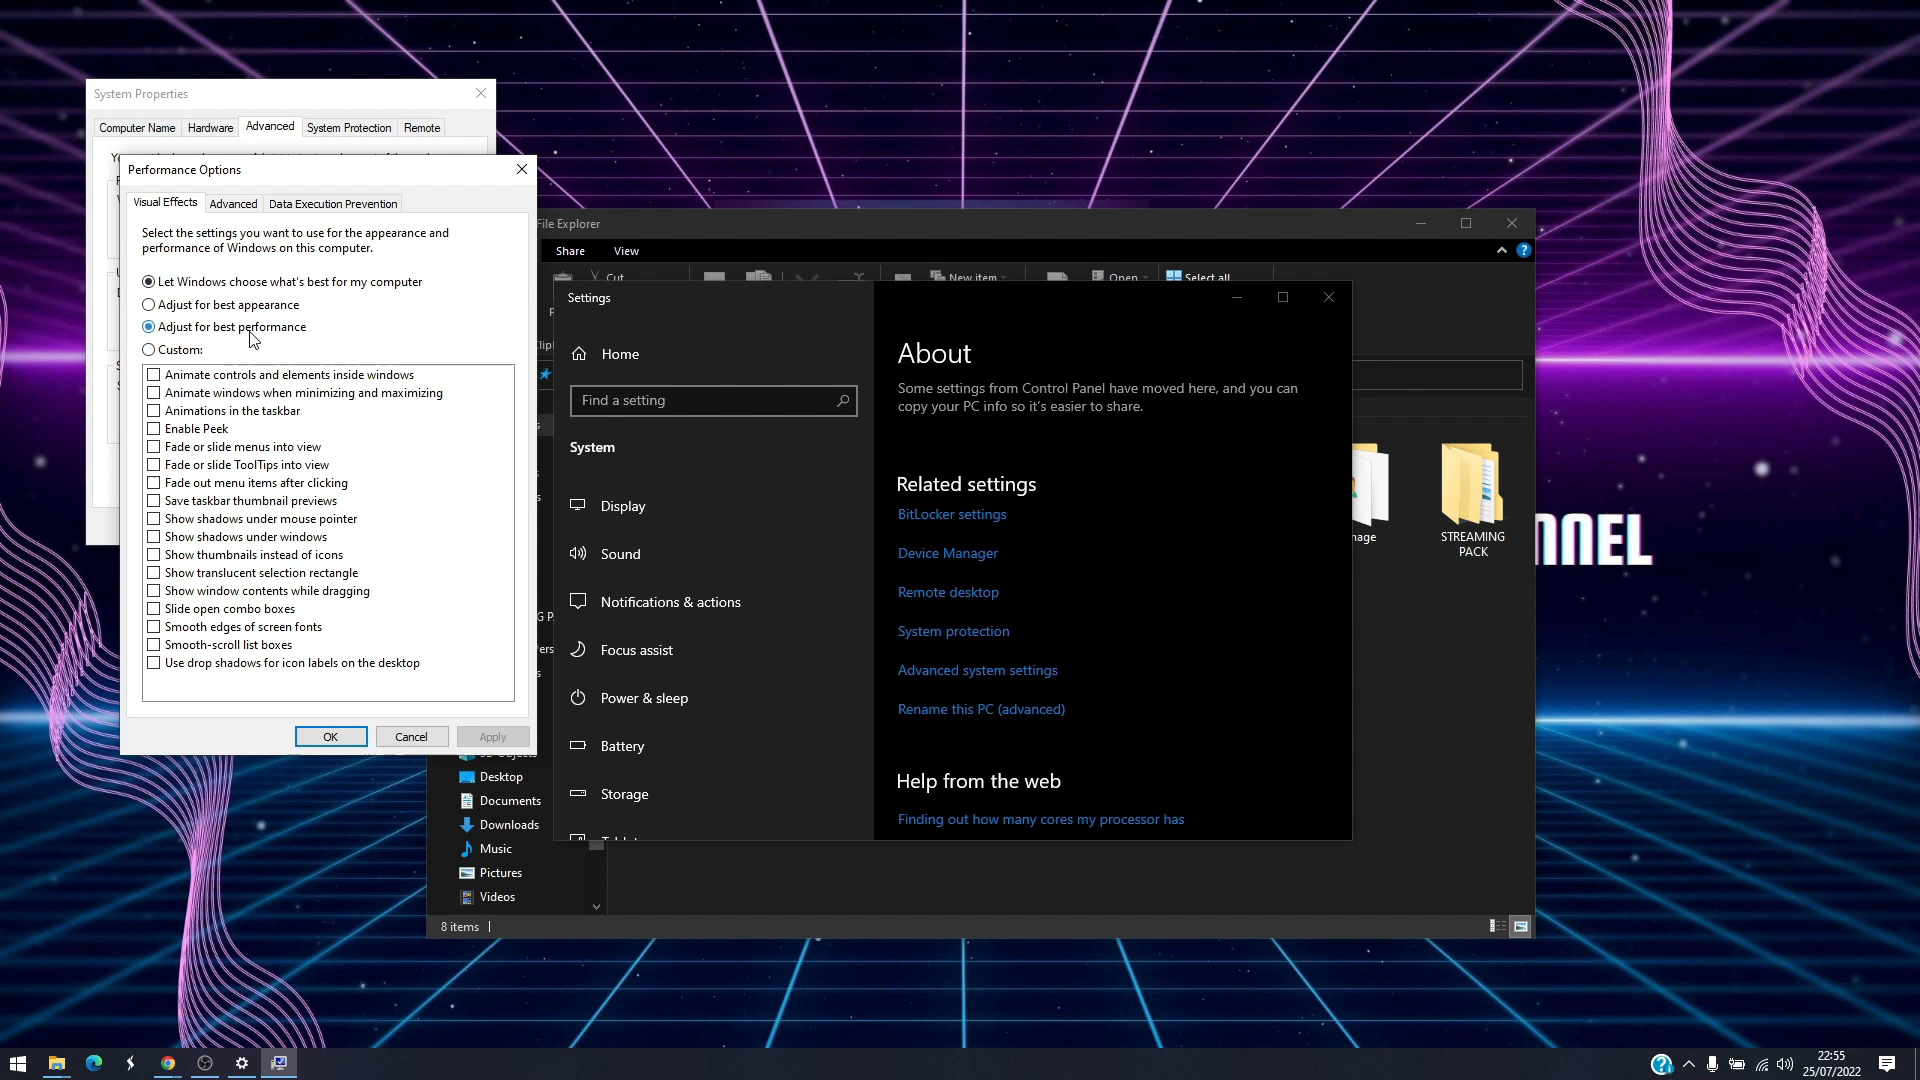 System Properties
Computer Name Hardware Advanced System Protection Remote
Performance Options
Visual Effects Advanced Data Execution Prevention
Select the settings you want to use for the appearance and
performance of Windows on this computer.
Let Windows choose what's best for my computer
Adjust for best appearance
Adjust for best performance
Custom:
Animate controls and elements inside windows
Animate windows when minimizing and maximizing
Animations in the taskbar
Enable Peek
Fade or slide menus into view
Fade or slide ToolTips into view
Fade out menu items after clicking
Save taskbar thumbnail previews
Show shadows under mouse pointer
Show shadows under windows
Show thumbnails instead of icons
Show translucent selection rectangle
Show window contents while dragging
Slide open combo boxes
Smooth edges of screen fonts
Smooth-scroll list boxes
Use drop shadows for icon labels on the desktop
OK Cancel Apply
File Explorer
Share View
Cut New item Open Select all
Settings
Home
Find a setting
System
Display
Sound
Notifications & actions
Focus assist
Power & sleep
Battery
Storage
About
Some settings from Control Panel have moved here, and you can
copy your PC info so it's easier to share.
Related settings
BitLocker settings
Device Manager
Remote desktop
System protection
Advanced system settings
Rename this PC (advanced)
Help from the web
Finding out how many cores my processor has
STREAMING
PACK
Desktop
Documents
Downloads
Music
Pictures
Videos
8 items
22:55
25/07/2022